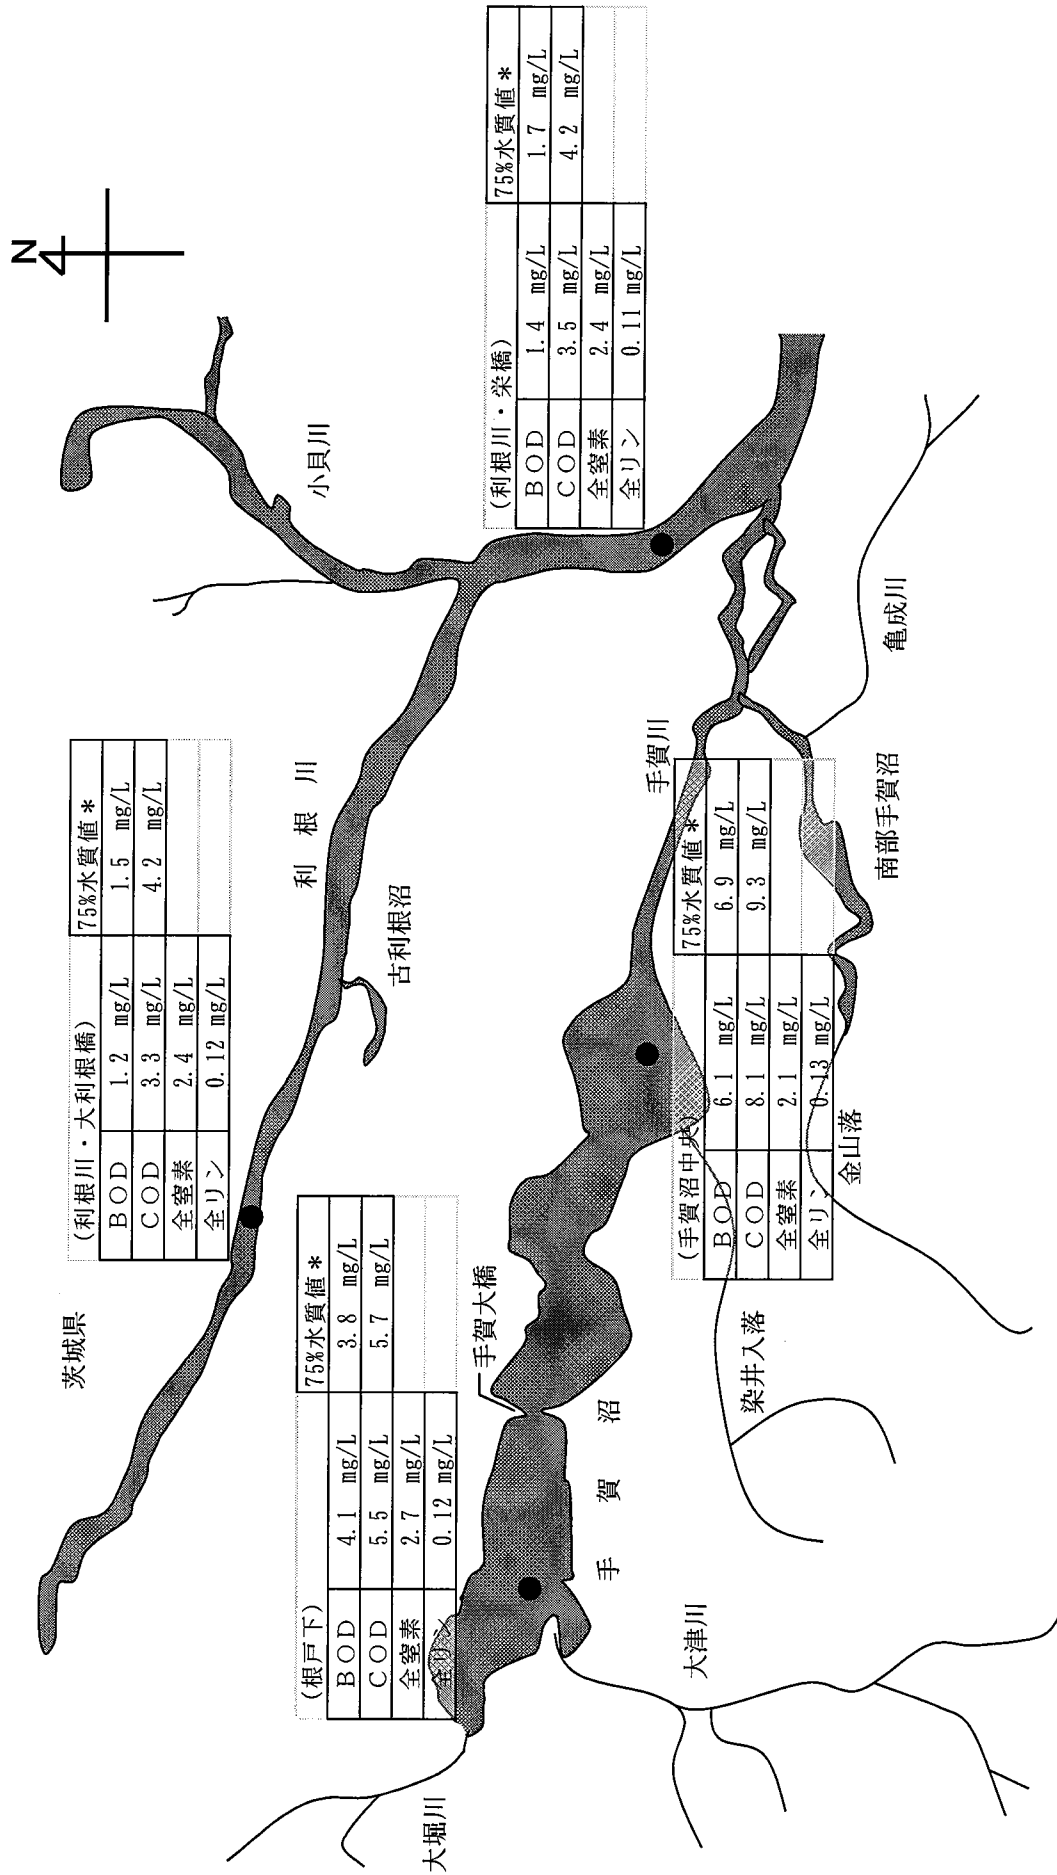 N
茨城県
(利根川・大利根橋) 75%水質値*
BOD 1.2 mg/L 1.5 mg/L
COD 3.3 mg/L 4.2 mg/L
全窒素 2.4 mg/L
全リン 0.12 mg/L
小貝川
利根川
古利根沼
(根戸下) 75%水質値*
BOD 4.1 mg/L 3.8 mg/L
COD 5.5 mg/L 5.7 mg/L
全窒素 2.7 mg/L
全リン 0.12 mg/L
(利根川・栄橋) 75%水質値*
BOD 1.4 mg/L 1.7 mg/L
COD 3.5 mg/L 4.2 mg/L
全窒素 2.4 mg/L
全リン 0.11 mg/L
手賀大橋
大堀川
手賀沼
手賀川
(手賀沼中央) 75%水質値*
BOD 6.1 mg/L 6.9 mg/L
COD 8.1 mg/L 9.3 mg/L
全窒素 2.1 mg/L
全リン 0.13 mg/L
大津川
染井入落
金山落
南部手賀沼
亀成川